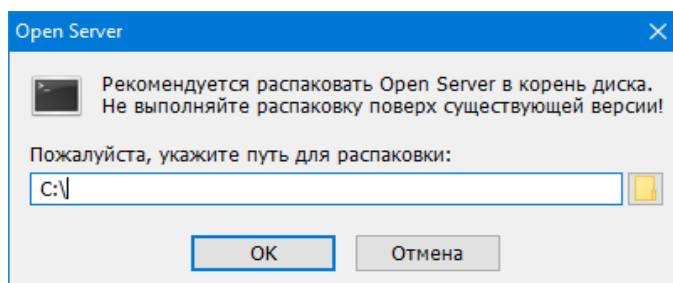 Open Server
Рекомендуется распаковать Open Server в корень диска.
Не выполняйте распаковку поверх существующей версии!
Пожалуйста, укажите путь для распаковки:
C:\
OK
Отмена